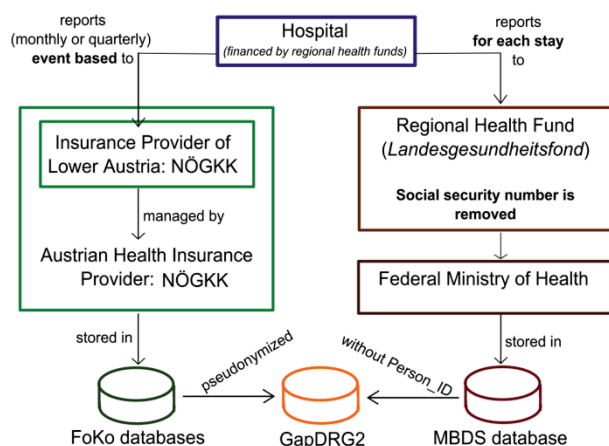 reports
(monthly or quarterly)
event based to
Hospital
(financed by regional health funds)
reports
for each stay
to
Insurance Provider of
Lower Austria: NÖGKK
managed by
Austrian Health Insurance
Provider: NÖGKK
stored in
Regional Health Fund
(Landesgesundheitsfond)
Social security number is
removed
Federal Ministry of Health
stored in
pseudonymized
without Person_ID
FoKo databases
GapDRG2
MBDS database